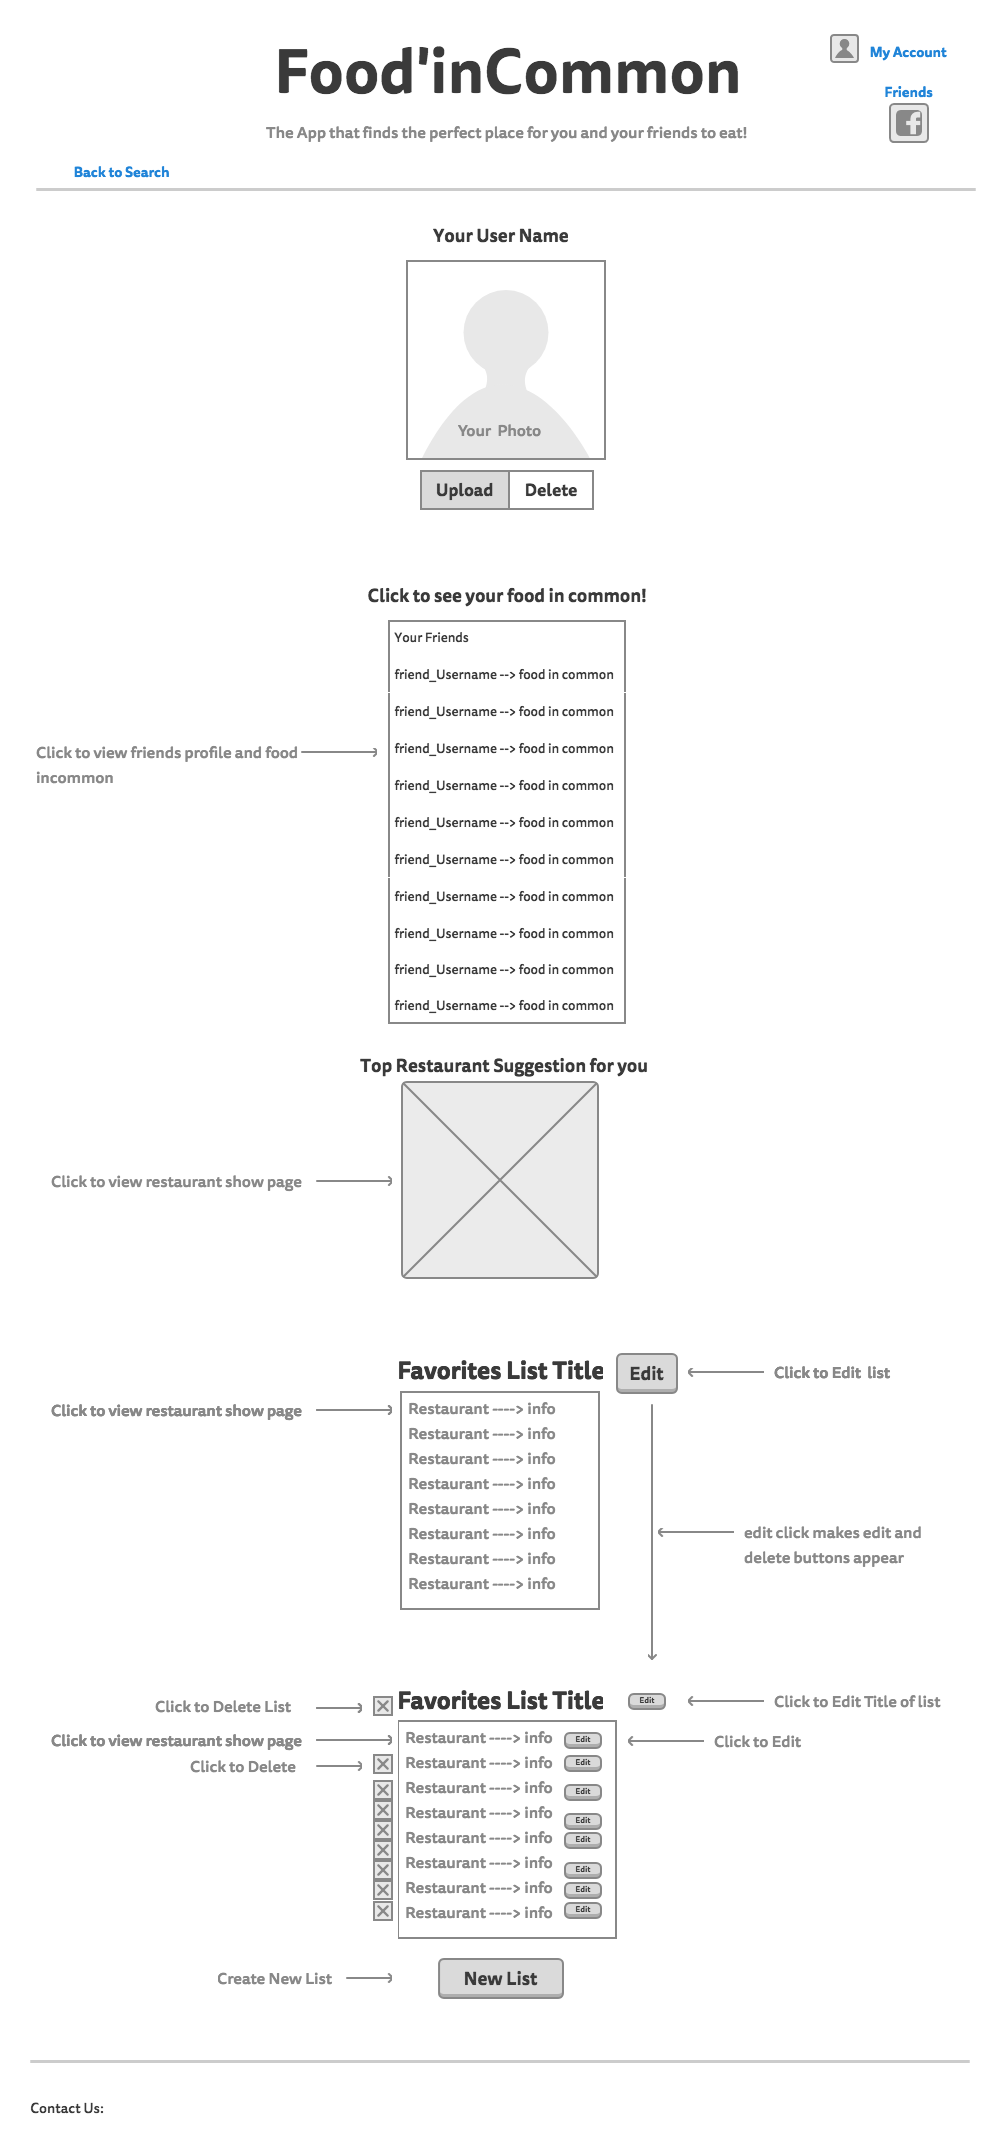 Food'inCommon
My Account
Friends
The App that finds the perfect place for you and your friends to eat!
Back to Search
Your User Name
Your Photo
Upload
Delete
Click to see your food in common!
Your Friends
friend_Username --> food in common
friend_Username --> food in common
friend_Username --> food in common
Click to view friends profile and food
incommon
friend_Username --> food in common
friend_Username --> food in common
friend_Username --> food in common
friend_Username --> food in common
friend_Username --> food in common
friend_Username --> food in common
friend_Username --> food in common
Top Restaurant Suggestion for you
Click to view restaurant show page
Favorites List Title
Edit
Click to Edit list
Click to view restaurant show page
Restaurant ----> info
Restaurant ----> info
Restaurant ----> info
Restaurant ----> info
Restaurant ----> info
Restaurant ----> info
Restaurant ----> info
Restaurant ----> info
edit click makes edit and
delete buttons appear
Click to Delete List
Favorites List Title
Edit
Click to Edit Title of list
Click to view restaurant show page
Restaurant ----> info Edit
Click to Edit
Click to Delete
Restaurant ----> info Edit
Restaurant ----> info Edit
Restaurant ----> info Edit
Restaurant ----> info Edit
Restaurant ----> info Edit
Restaurant ----> info Edit
Restaurant ----> info Edit
Create New List
New List
Contact Us: